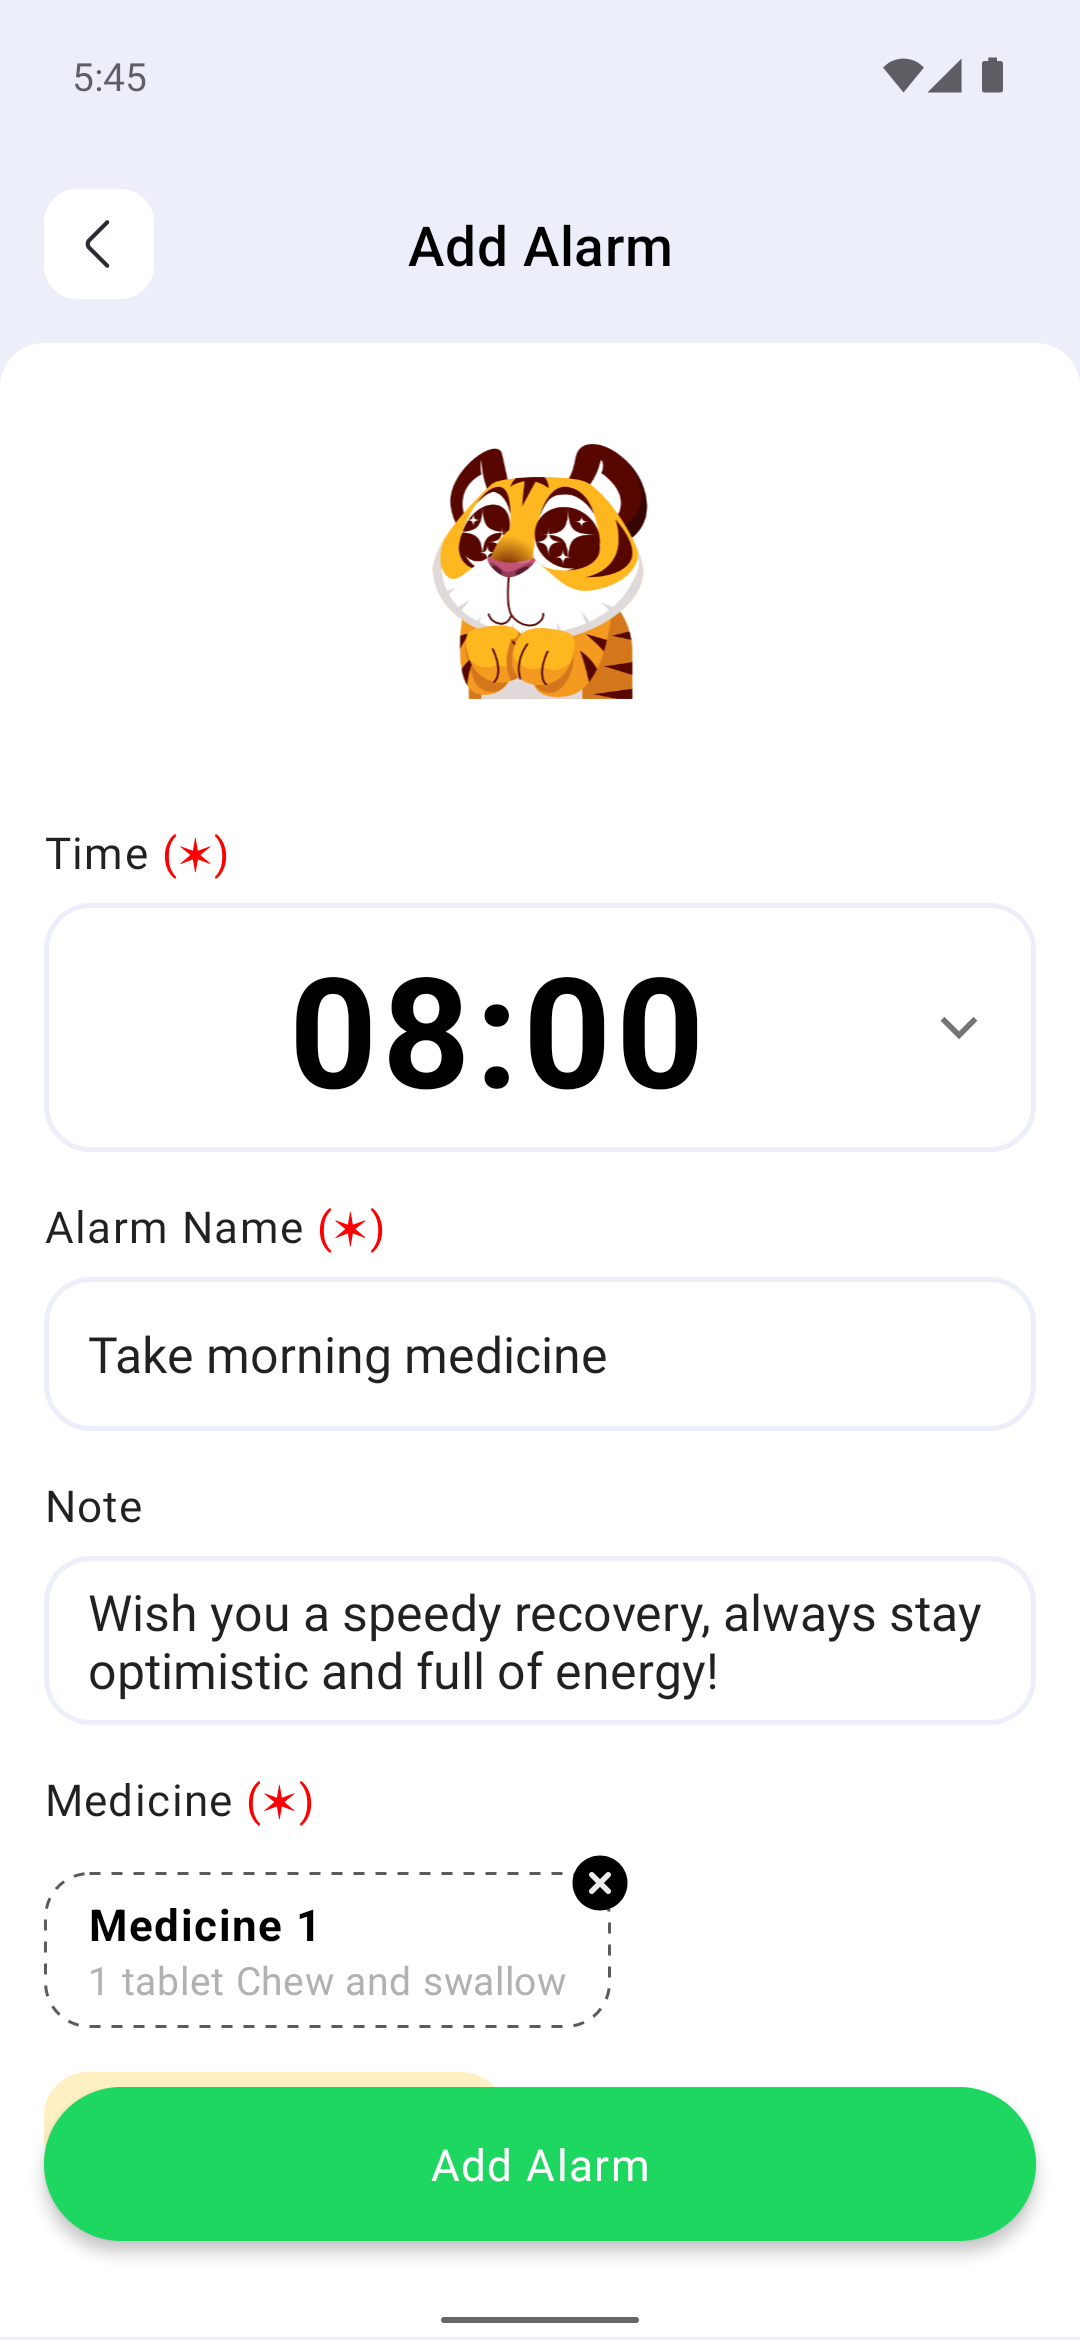 5:45
Add Alarm
Time (✶)
08:00
Alarm Name (✶)
Take morning medicine
Note
Wish you a speedy recovery, always stay
optimistic and full of energy!
Medicine (✶)
Medicine 1
1 tablet Chew and swallow
Add Alarm